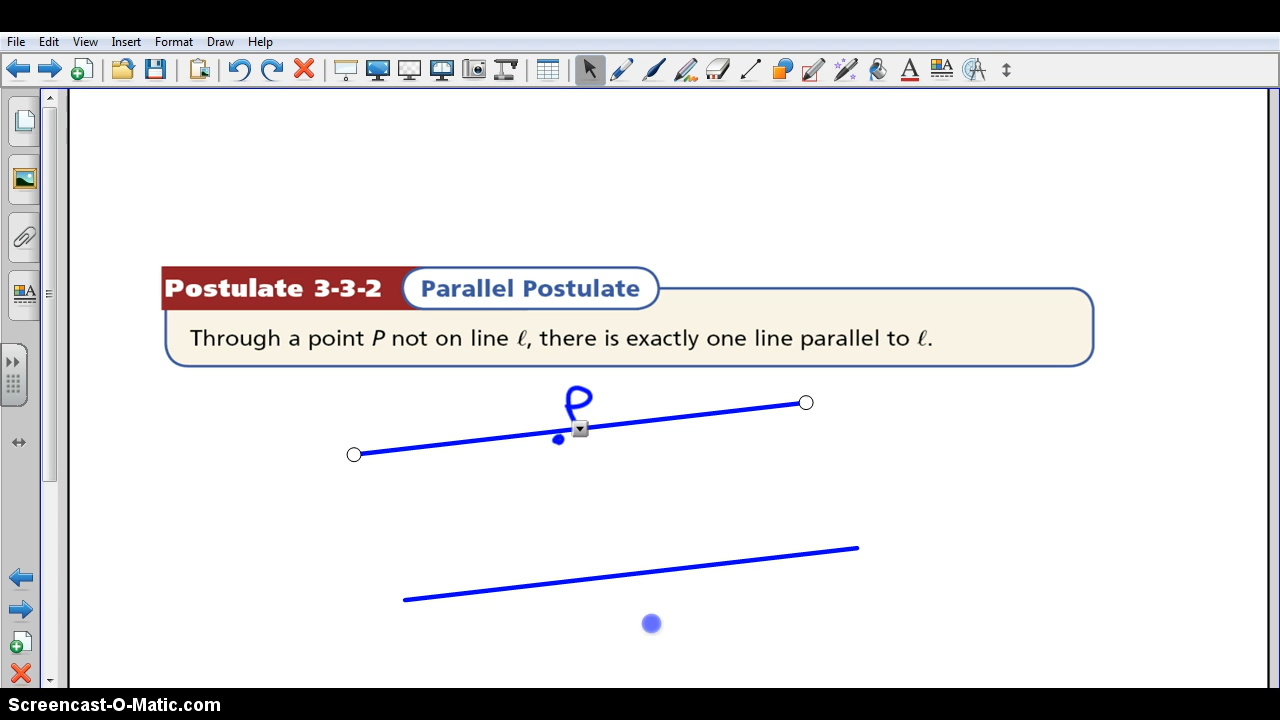 File Edit View Insert Format Draw Help
Postulate 3-3-2 Parallel Postulate
Through a point P not on line ℓ, there is exactly one line parallel to ℓ.
P
Screencast-O-Matic.com